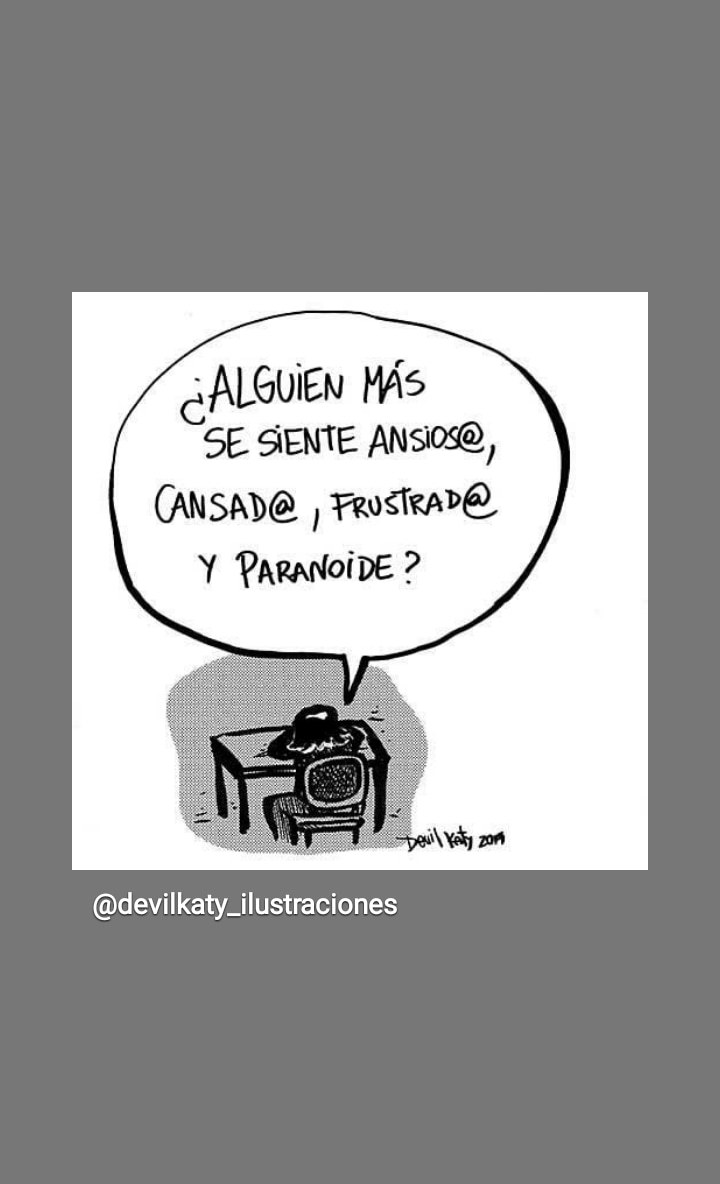 ¿ALGUIEN MÁS
SE SIENTE ANSIOS@,
CANSAD@, FRUSTRAD@
Y PARANOIDE?
Devil Katy 2019
@devilkaty_ilustraciones